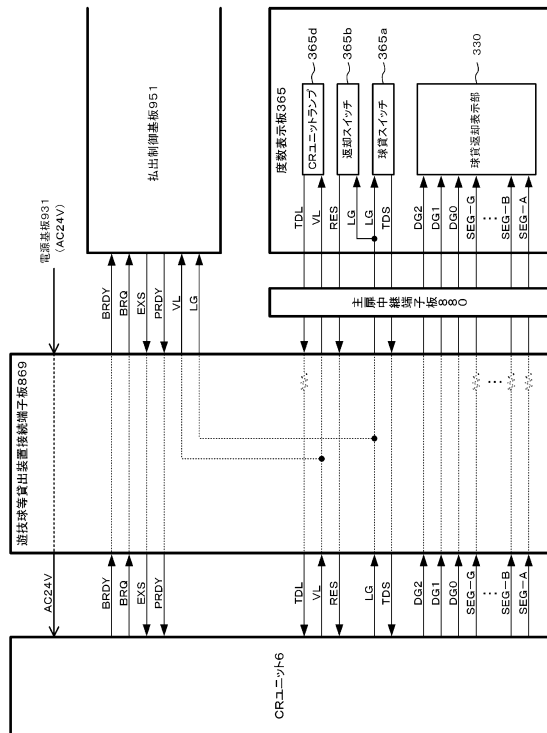 電源基板931
(AC24V)
払出制御基板951
BRDY
BRQ
EXS
PRDY
VL
LG
度数表示板365
CRユニットランプ
365d
返却スイッチ
365b
球貸スイッチ
365a
球貸返却表示部
330
TDL
VL
RES
LG
LG
TDS
DG2
DG1
DG0
SEG-G
SEG-B
SEG-A
主扉中継端子板880
遊技球等貸出装置接続端子板869
AC24V
BRDY
BRQ
EXS
PRDY
TDL
VL
RES
LG
TDS
DG2
DG1
DG0
SEG-G
SEG-B
SEG-A
CRユニット6